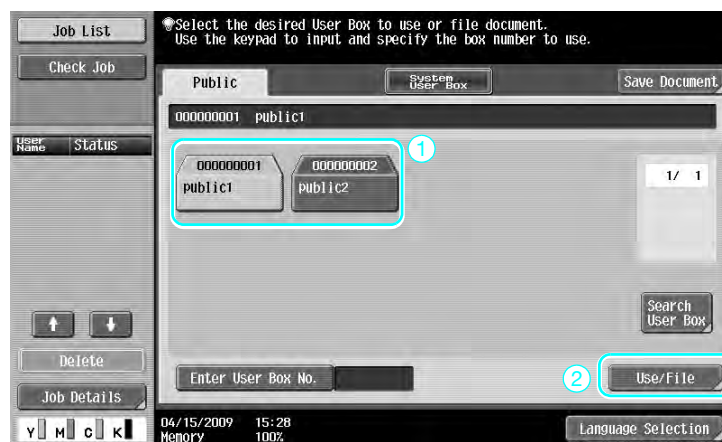 Job List
Select the desired User Box to use or file document.
Use the keypad to input and specify the box number to use.
Check Job
Public
System
User Box
Save Document
000000001 public1
User
Name
Status
1
000000001
public1
000000002
public2
1/ 1
Search
User Box
Delete
Enter User Box No.
2
Use/File
Job Details
Y M C K
04/15/2009 15:28
Memory 100%
Language Selection